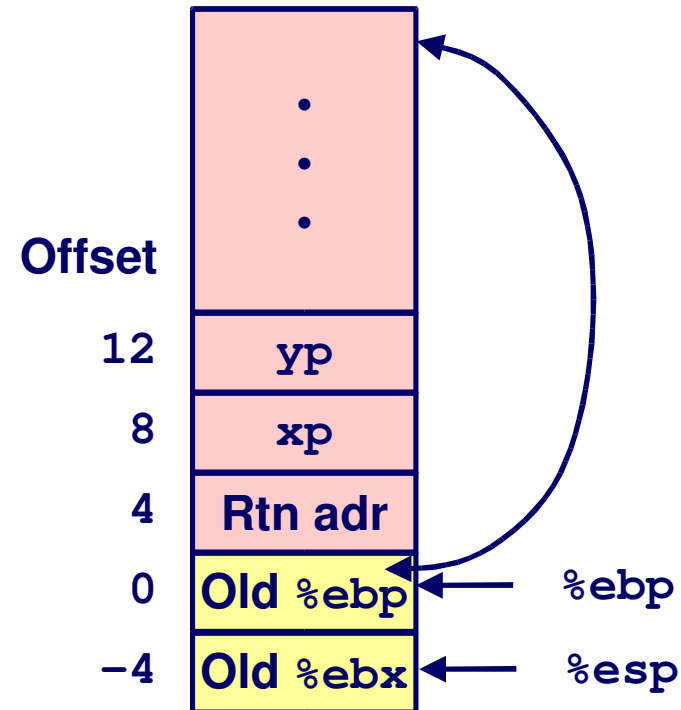 Offset
12 yp
8 xp
4 Rtn adr
0 Old %ebp %ebp
-4 Old %ebx %esp